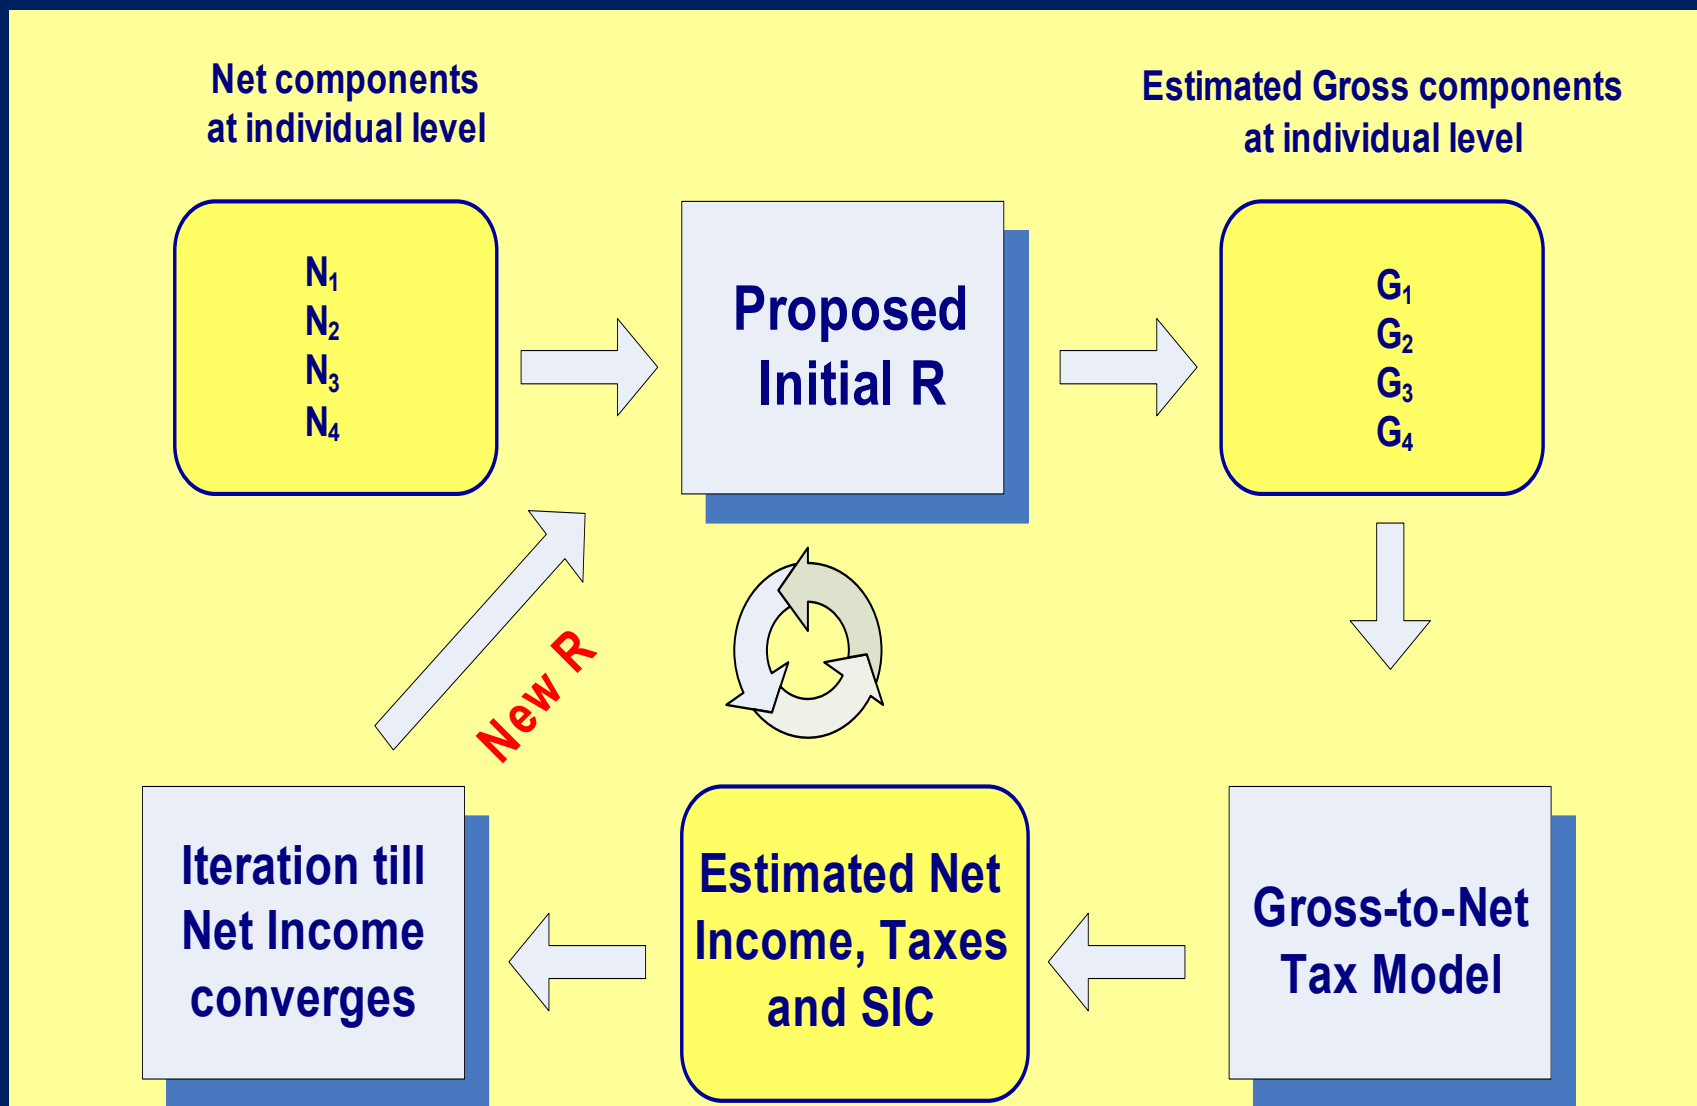 Net components
at individual level
Estimated Gross components
at individual level
N₁
N₂
N₃
N₄
Proposed
Initial R
G₁
G₂
G₃
G₄
New R
Iteration till
Net Income
converges
Estimated Net
Income, Taxes
and SIC
Gross-to-Net
Tax Model